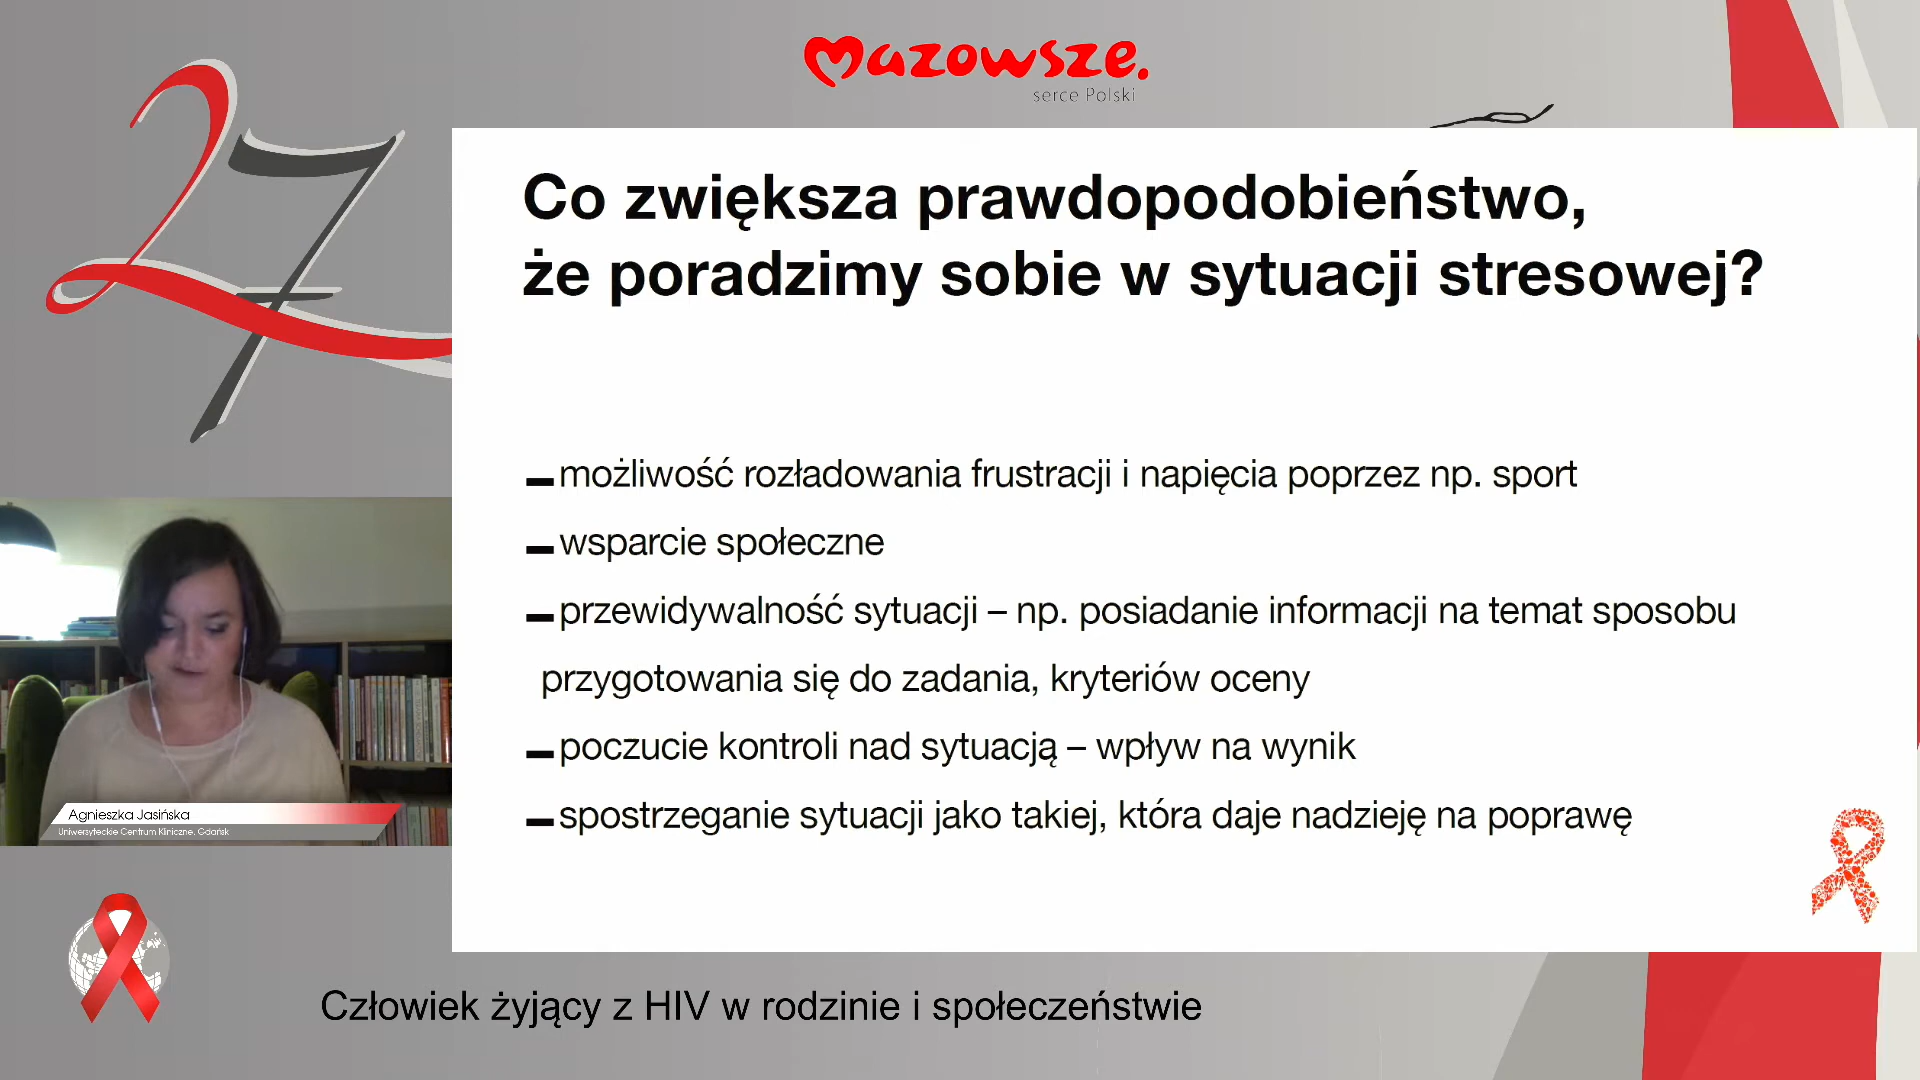 27
Mazowsze.
serce Polski
Co zwiększa prawdopodobieństwo,
że poradzimy sobie w sytuacji stresowej?
możliwość rozładowania frustracji i napięcia poprzez np. sport
wsparcie społeczne
przewidywalność sytuacji – np. posiadanie informacji na temat sposobu
przygotowania się do zadania, kryteriów oceny
poczucie kontroli nad sytuacją – wpływ na wynik
spostrzeganie sytuacji jako takiej, która daje nadzieję na poprawę
Agnieszka Jasińska
Uniwersyteckie Centrum Kliniczne, Gdańsk
Człowiek żyjący z HIV w rodzinie i społeczeństwie